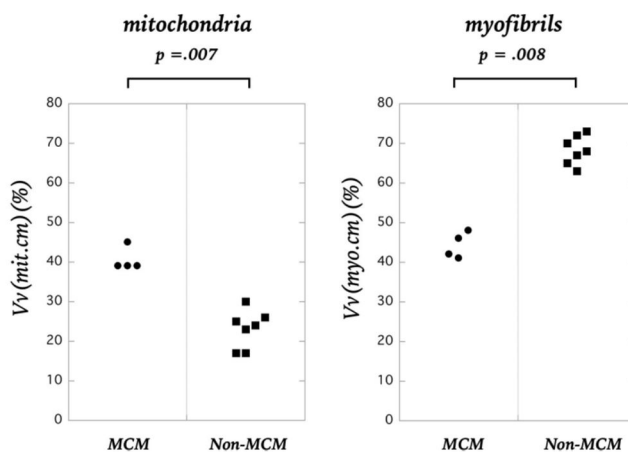 mitochondria
p =.007
80
70
60
50
40
30
20
10
0
Vv (mit.cm) (%)
MCM Non-MCM
myofibrils
p = .008
80
70
60
50
40
30
20
10
0
Vv (myo.cm) (%)
MCM Non-MCM